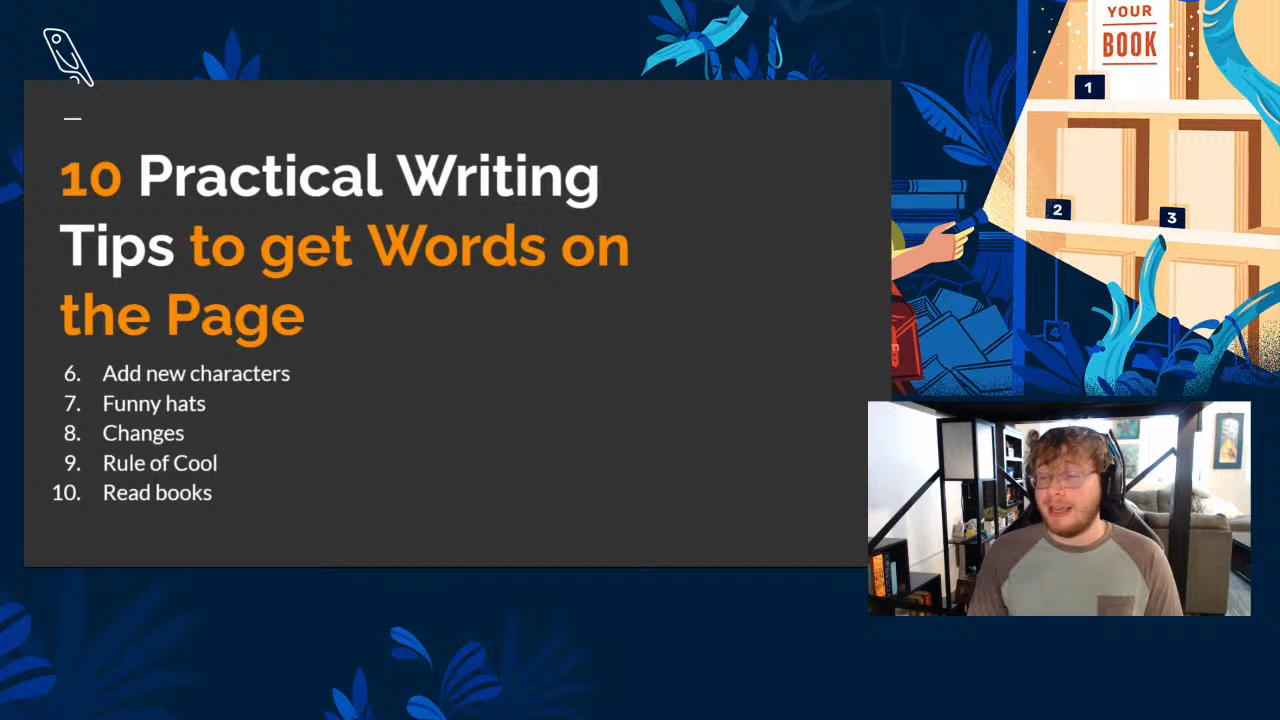 YOUR
BOOK
1
2
3
4
10 Practical Writing
Tips to get Words on
the Page
6. Add new characters
7. Funny hats
8. Changes
9. Rule of Cool
10. Read books